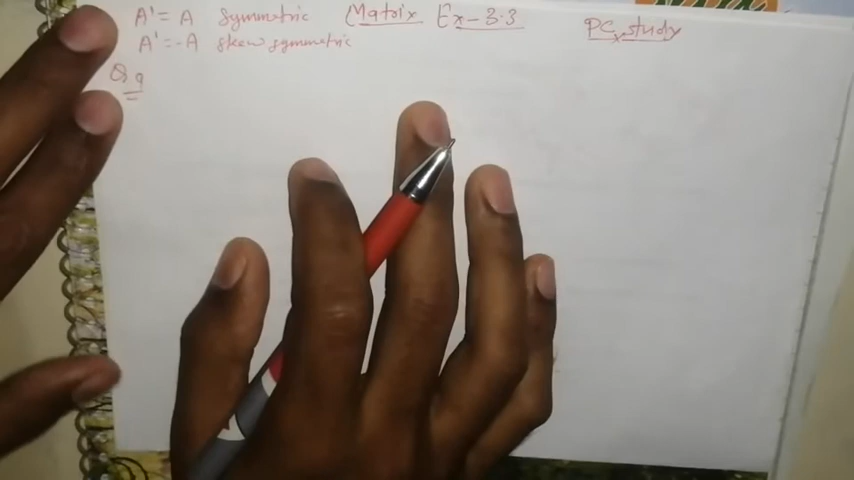 A' = A Symmetric (Matrix Ex-3.3 PC study
A' = -A skew symmetric
Q.9